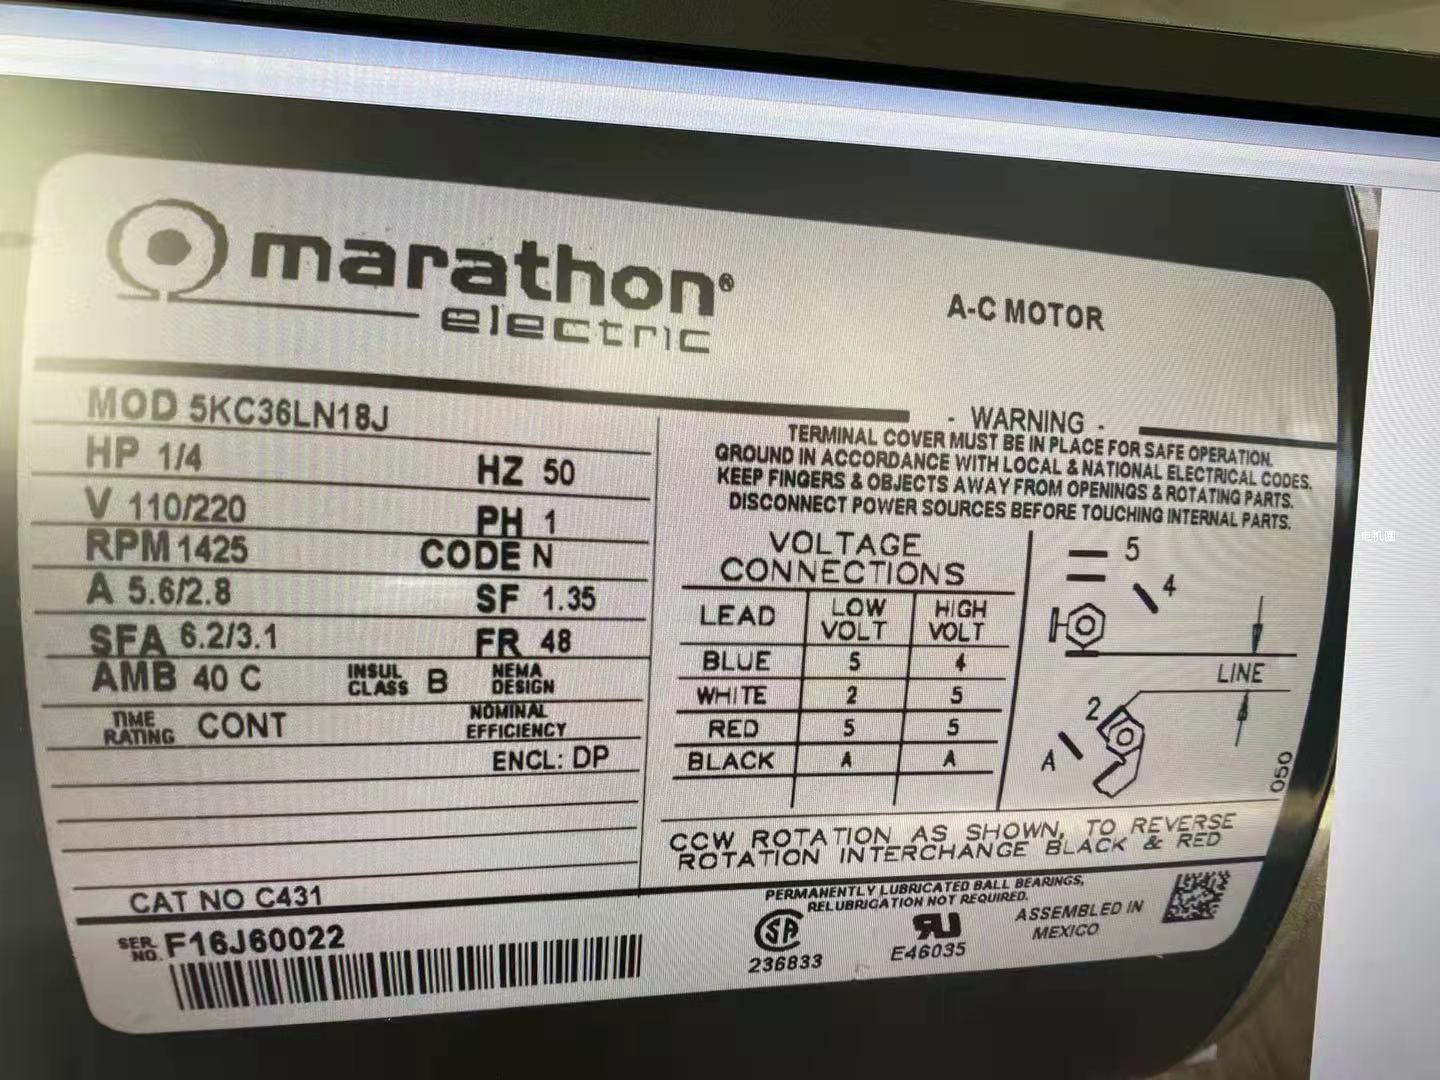 marathon®
electric
A-C MOTOR
MOD 5KC36LN18J
HP 1/4
HZ 50
V 110/220
PH 1
RPM 1425
CODE N
A 5.6/2.8
SF 1.35
SFA 6.2/3.1
FR 48
AMB 40 C
INSUL CLASS B
NEMA DESIGN
TIME RATING CONT
NOMINAL EFFICIENCY
ENCL: DP
CAT NO C431
SER. NO. F16J60022
- WARNING -
TERMINAL COVER MUST BE IN PLACE FOR SAFE OPERATION.
GROUND IN ACCORDANCE WITH LOCAL & NATIONAL ELECTRICAL CODES.
KEEP FINGERS & OBJECTS AWAY FROM OPENINGS & ROTATING PARTS.
DISCONNECT POWER SOURCES BEFORE TOUCHING INTERNAL PARTS.
VOLTAGE
CONNECTIONS
LEAD LOW VOLT HIGH VOLT
BLUE 5 4
WHITE 2 5
RED 5 5
BLACK A A
5
4
LINE
2
A
050
CCW ROTATION AS SHOWN, TO REVERSE
ROTATION INTERCHANGE BLACK & RED
PERMANENTLY LUBRICATED BALL BEARINGS,
RELUBRICATION NOT REQUIRED.
SA
236833
RU
E46035
ASSEMBLED IN
MEXICO
电机圈